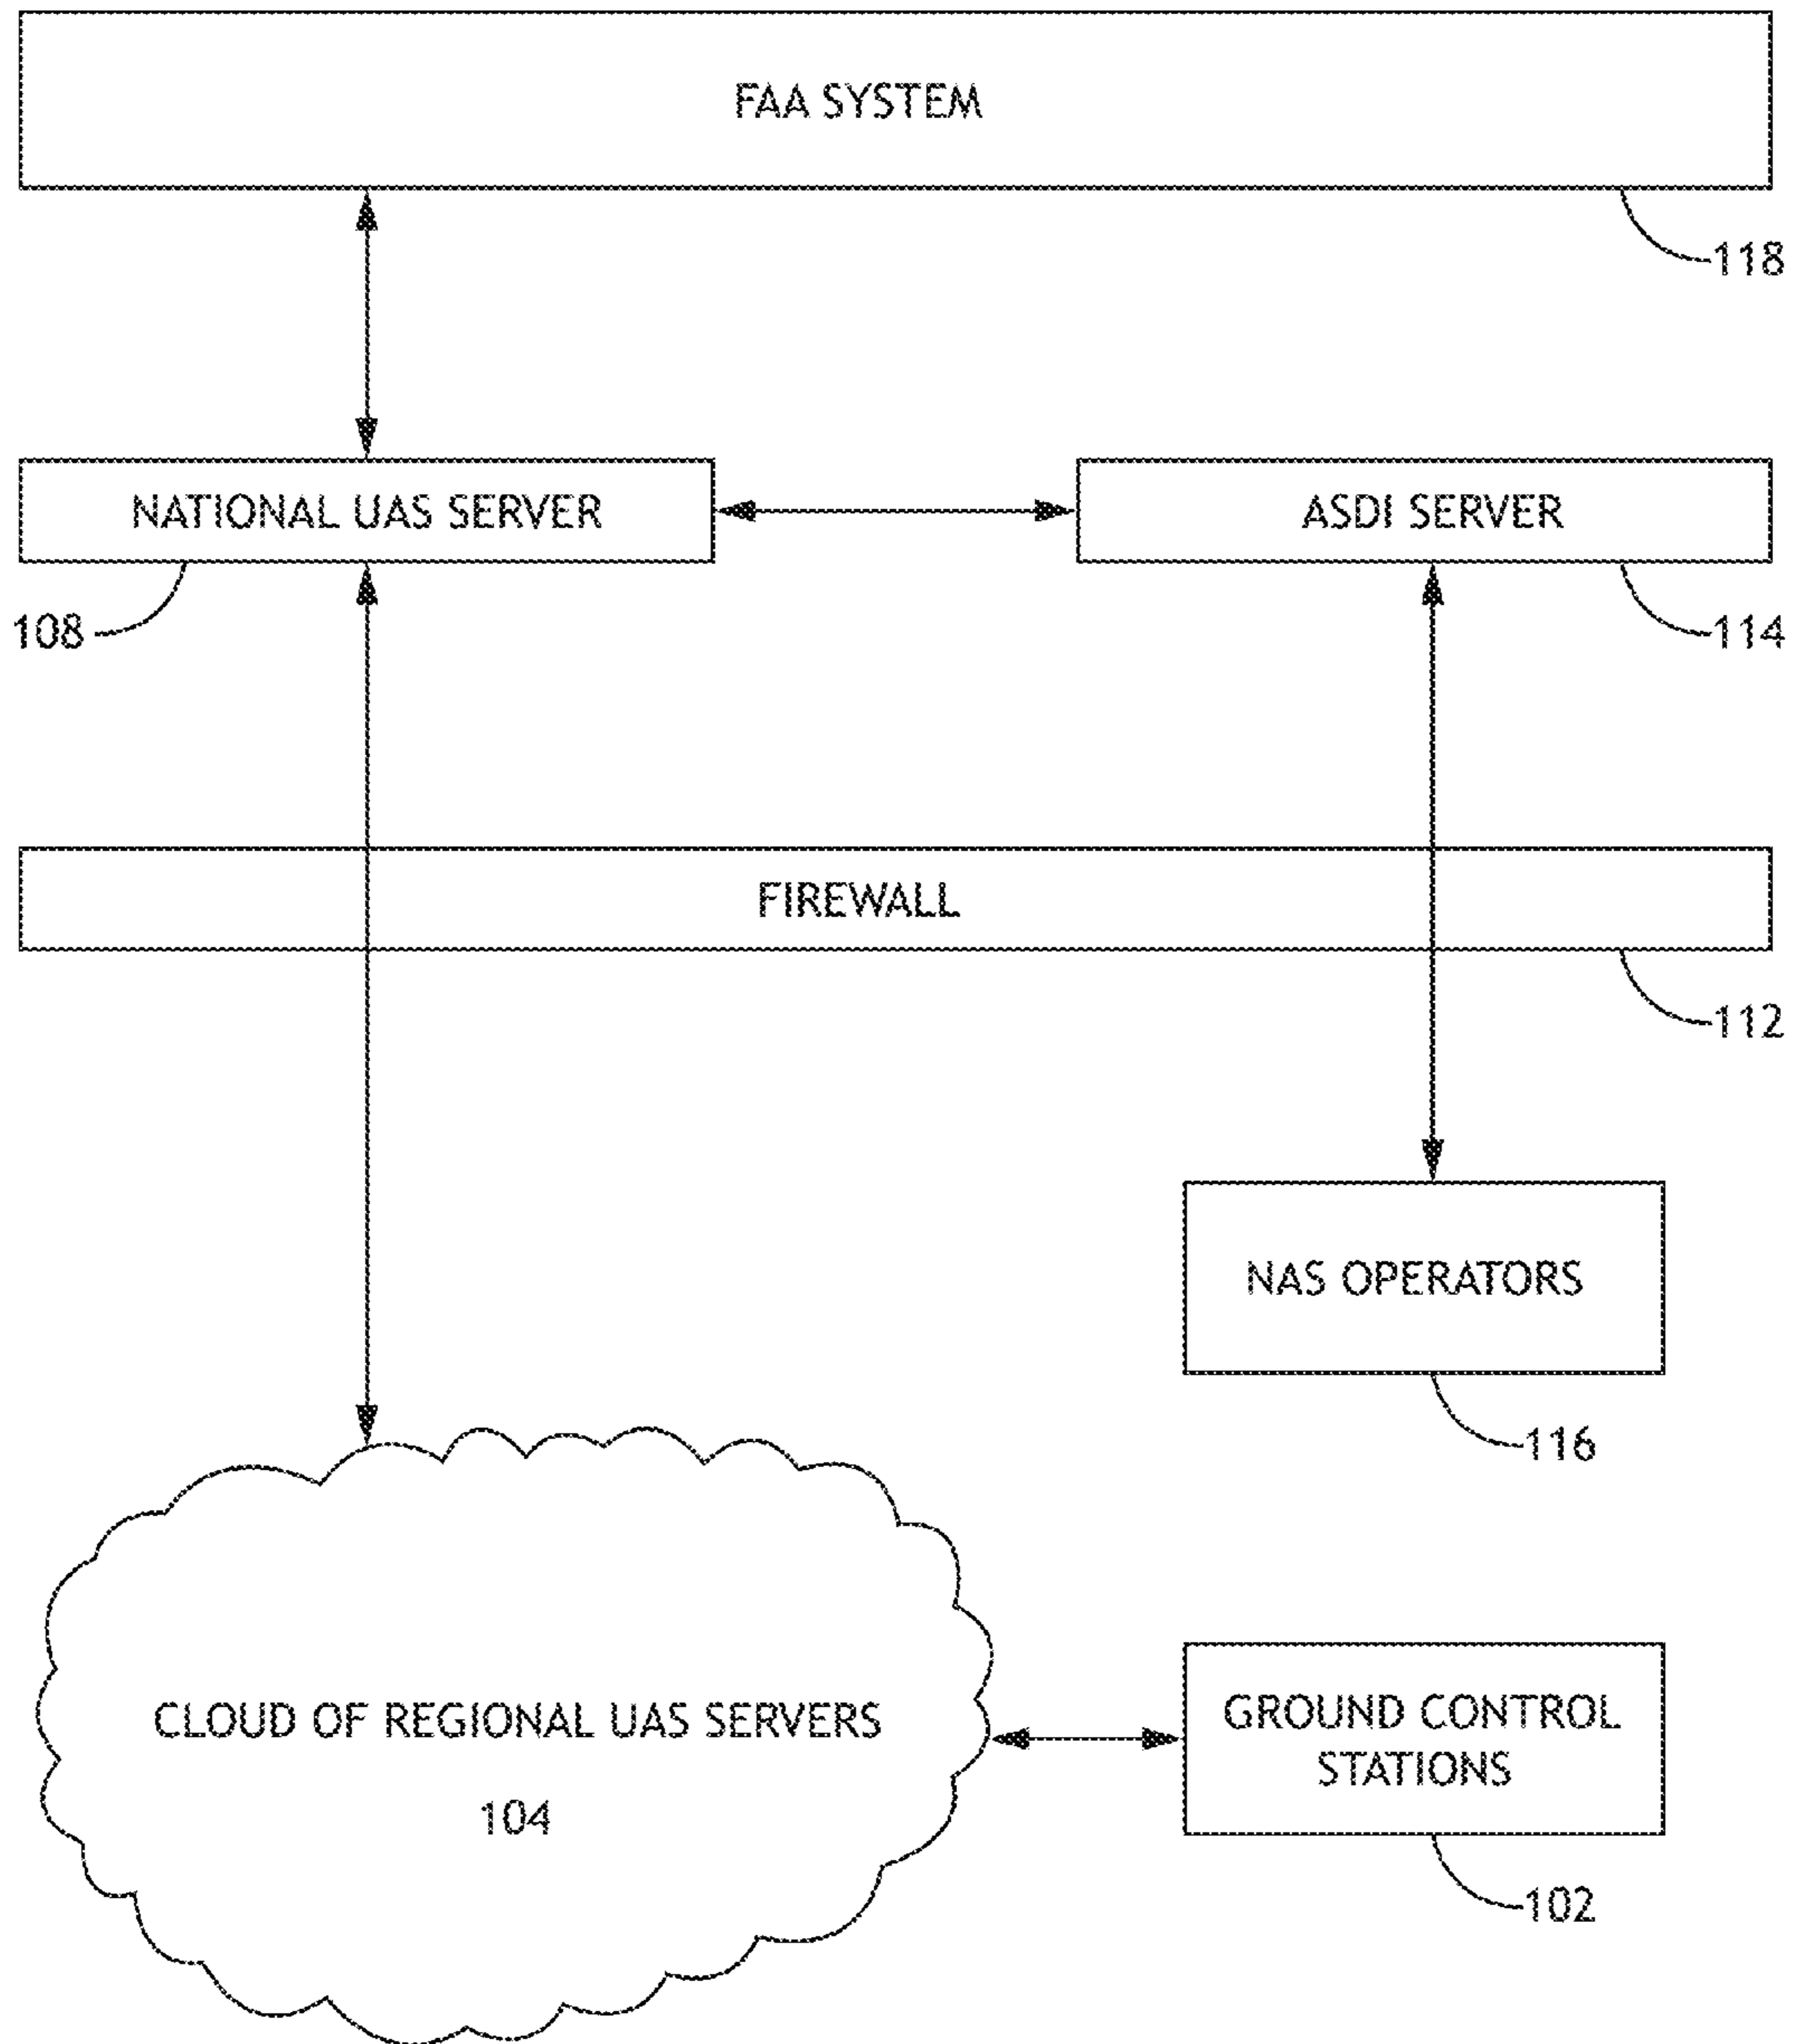 FAA SYSTEM
118
NATIONAL UAS SERVER
ASDI SERVER
108
114
FIREWALL
112
NAS OPERATORS
116
CLOUD OF REGIONAL UAS SERVERS
104
GROUND CONTROL
STATIONS
102